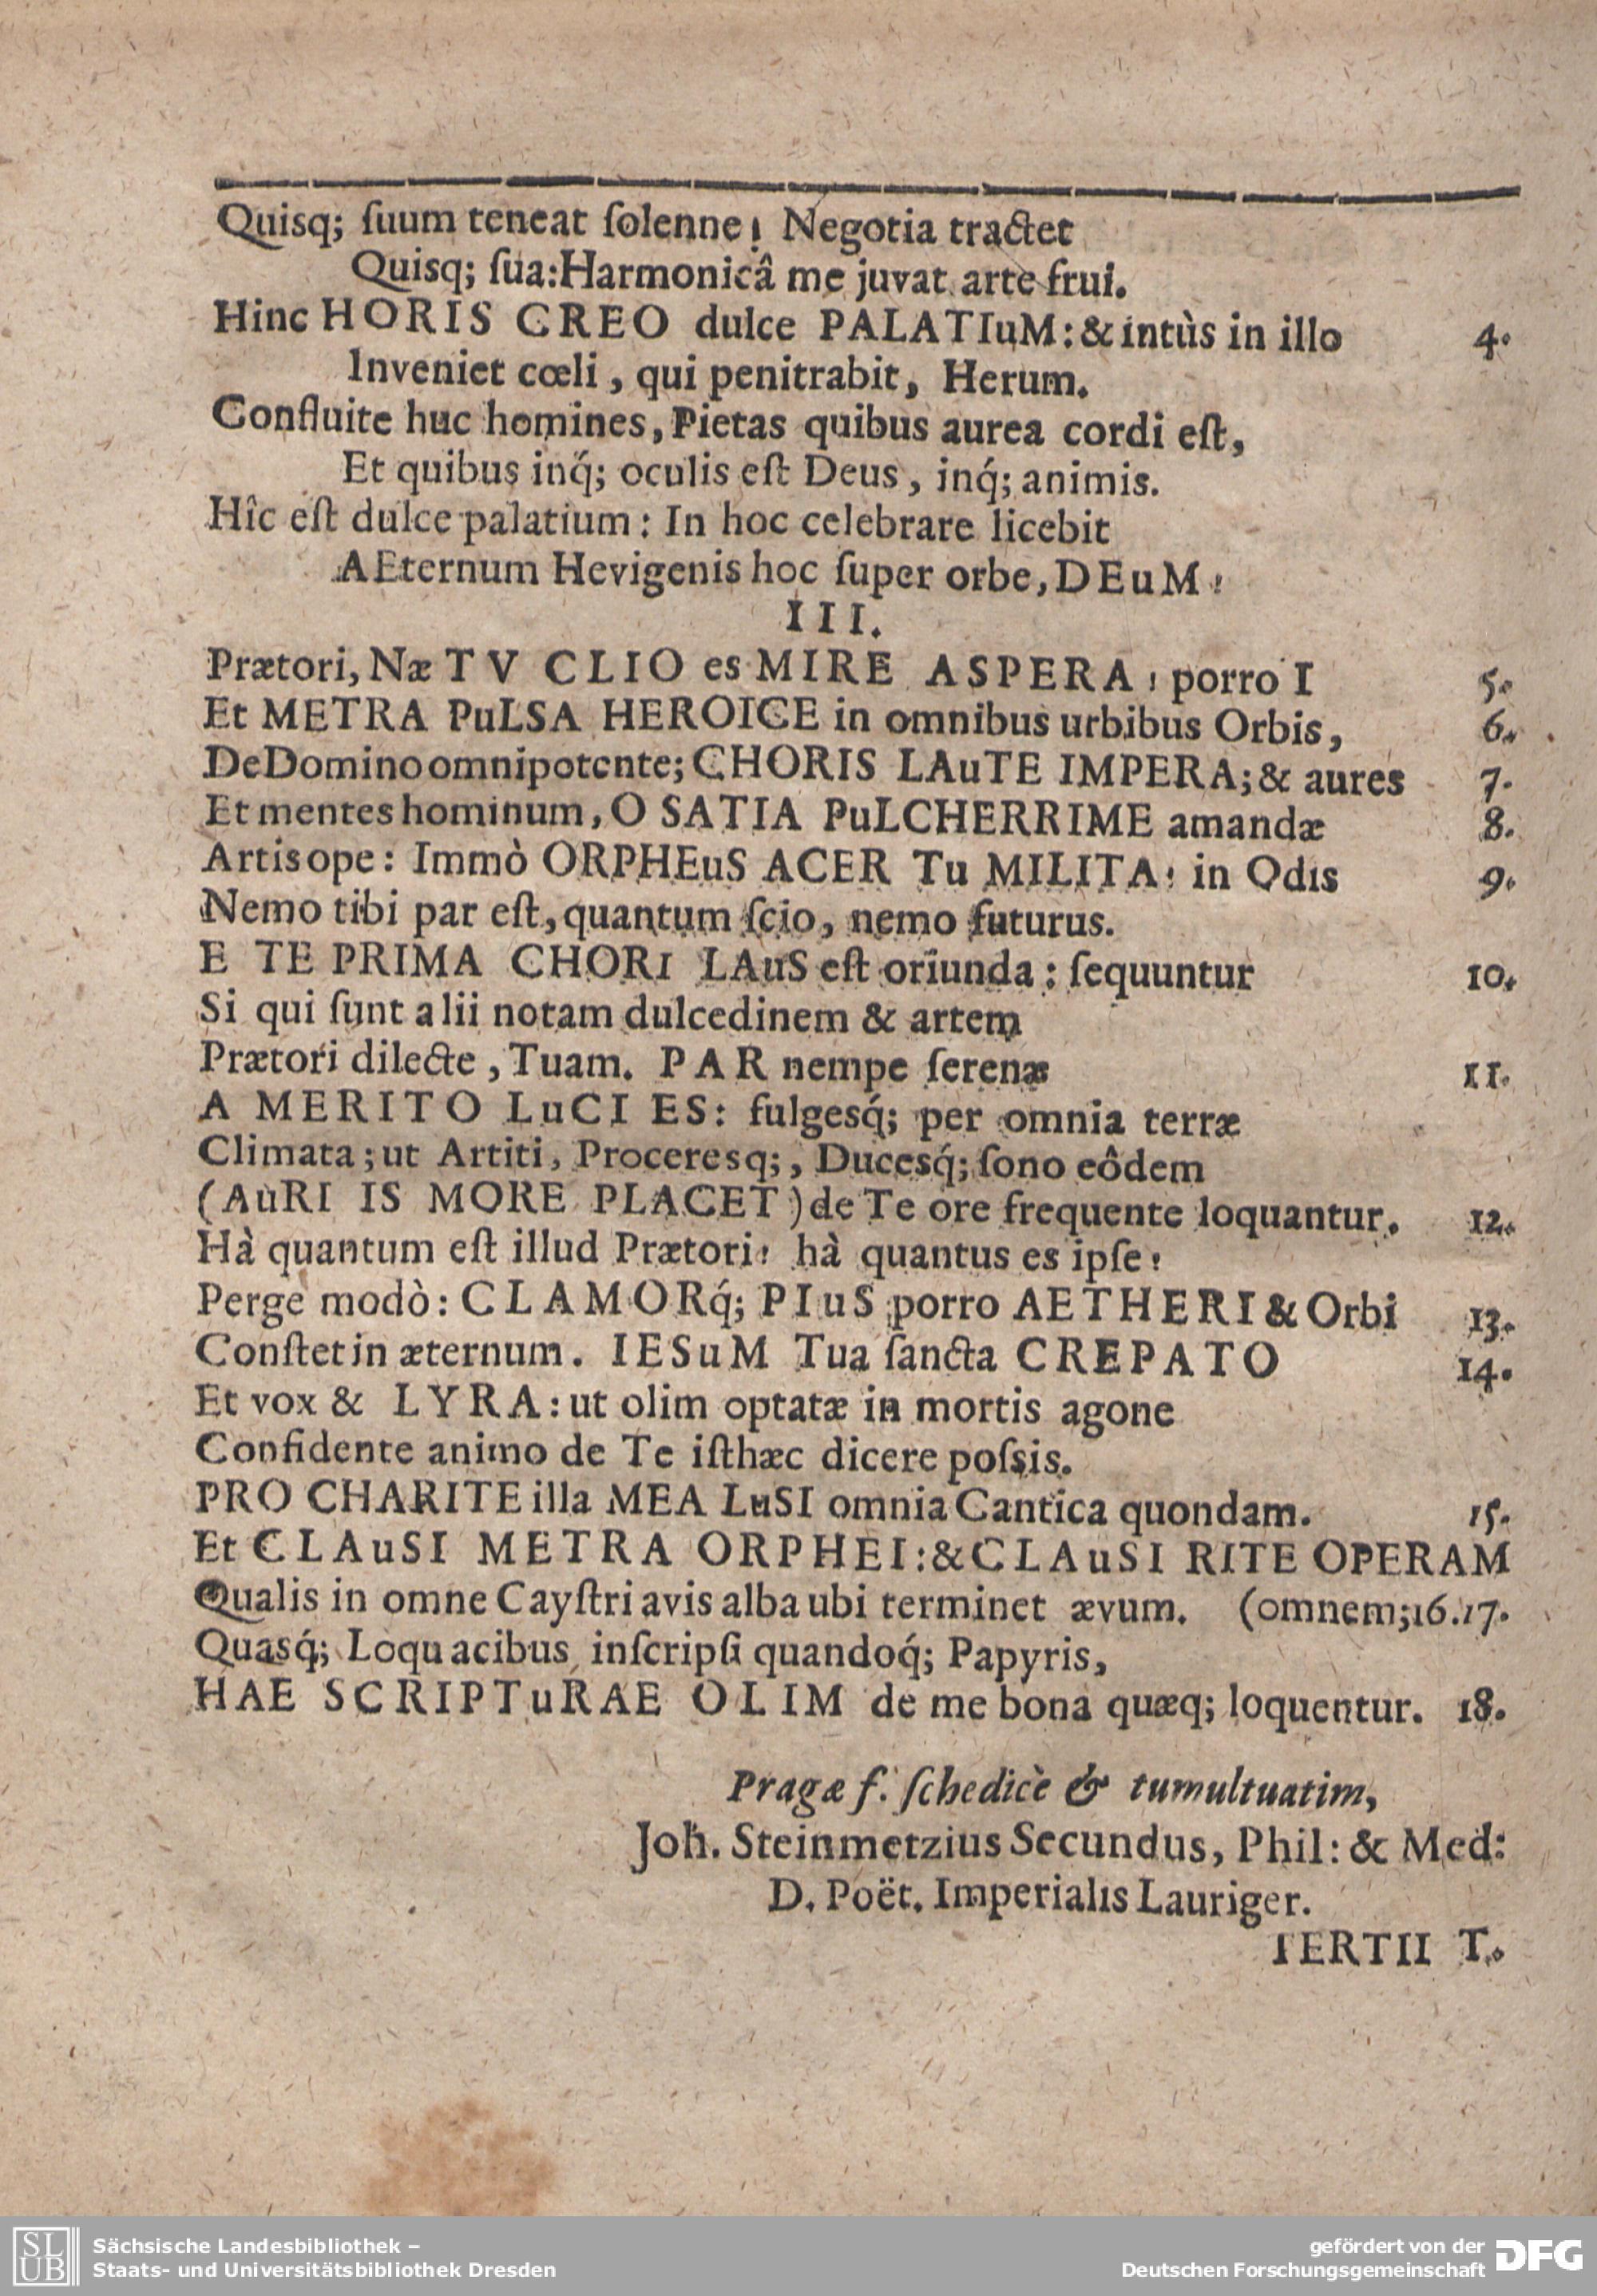 Quisq; ſuum teneat ſolenne! Negotia tractet
Quisq; ſua: Harmonicâ me juvat arte frui.
Hinc HORIS CREO dulce PALATIuM: & intùs in illo 4.
Inveniet cœli, qui penitrabit, Herum.
Confluite huc homines, Pietas quibus aurea cordi eſt,
Et quibus inq́; oculis eſt Deus, inq́; animis.
Hîc eſt dulce palatium: In hoc celebrare licebit
AEternum Hevigenis hoc ſuper orbe, DEuM!
III.
Prætori, Næ TV CLIO es MIRE ASPERA! porro I 5.
Et METRA PuLSA HEROICE in omnibus urbibus Orbis, 6.
De Domino omnipotente; CHORIS LAuTE IMPERA; & aures 7.
Et mentes hominum, O SATIA PuLCHERRIME amandæ 8.
Artis ope: Immò ORPHEuS ACER Tu MILITA! in Odis 9.
Nemo tibi par eſt, quantum ſcio, nemo futurus.
E TE PRIMA CHORI LAuS eſt oriunda: ſequuntur 10.
Si qui ſunt alii notam dulcedinem & artem
Prætori dilecte, Tuam. PAR nempe ſerenæ 11.
A MERITO LuCI ES: fulgesq́; per omnia terræ
Climata; ut Artiti, Proceresq;, Ducesq́; ſono eôdem
(AuRI IS MORE PLACET) de Te ore frequente loquantur. 12.
Hà quantum eſt illud Prætori! hà quantus es ipſe!
Perge modò: CLAMORq́; PIuS porro AETHERI & Orbi 13.
Conſtet in æternum. IESuM Tua ſancta CREPATO 14.
Et vox & LYRA: ut olim optatæ in mortis agone
Confidente animo de Te iſthæc dicere poſsis.
PRO CHARITE illa MEA LuSI omnia Cantica quondam. 15.
Et CLAuSI METRA ORPHEI: & CLAuSI RITE OPERAM
Qualis in omne Cayſtri avis alba ubi terminet ævum. (omnem; 16. 17.
Quasq́; Loquacibus inſcripſi quandoq́; Papyris,
HAE SCRIPTuRAE OLIM de me bona quæq; loquentur. 18.
Pragæ f. ſchedicè & tumultuatim,
Joh. Steinmetzius Secundus, Phil: & Med:
D. Poët. Imperialis Lauriger.
TERTII T.
SLUB
Sächsische Landesbibliothek –
Staats- und Universitätsbibliothek Dresden
gefördert von der
Deutschen Forschungsgemeinschaft
DFG